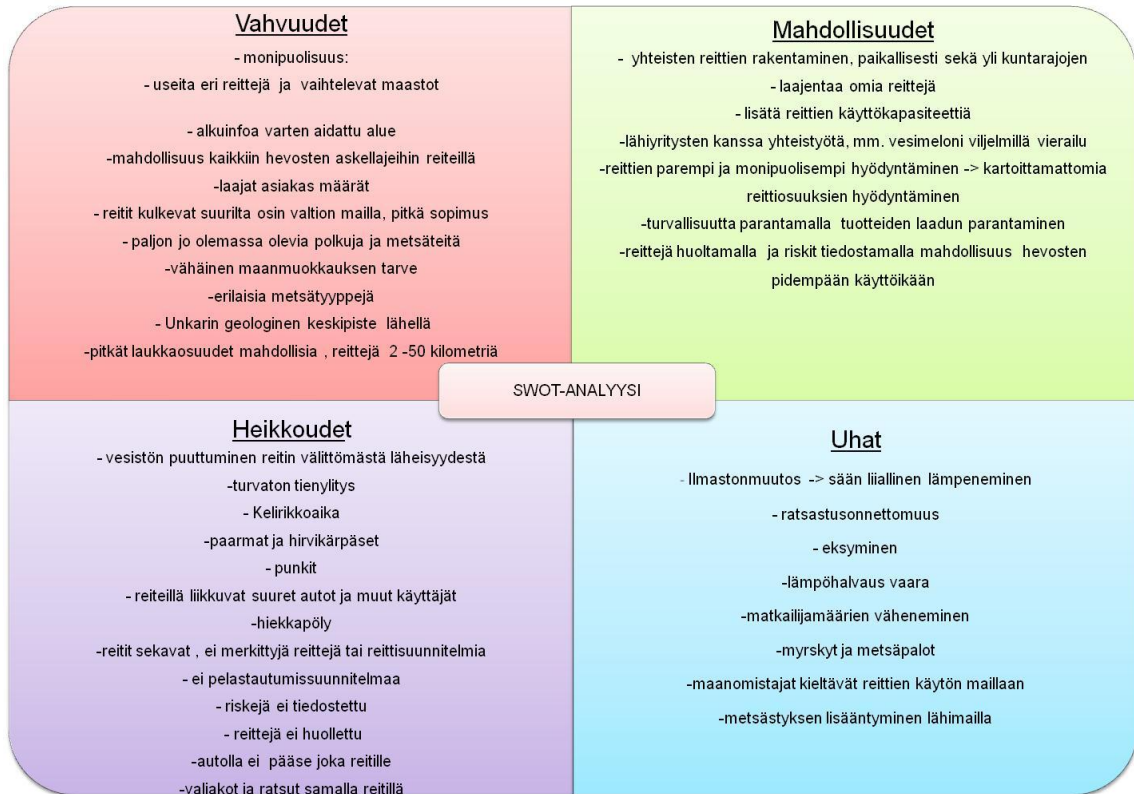 Vahvuudet
- monipuolisuus:
- useita eri reittejä ja vaihtelevat maastot
- alkuinfoa varten aidattu alue
-mahdollisuus kaikkiin hevosten askellajeihin reiteillä
-laajat asiakas määrät
- reitit kulkevat suurilta osin valtion mailla, pitkä sopimus
- paljon jo olemassa olevia polkuja ja metsäteitä
-vähäinen maanmuokkauksen tarve
-erilaisia metsätyyppejä
- Unkarin geologinen keskipiste lähellä
-pitkät laukkaosuudet mahdollisia , reittejä 2 -50 kilometriä
Mahdollisuudet
- yhteisten reittien rakentaminen, paikallisesti sekä yli kuntarajojen
- laajentaa omia reittejä
- lisätä reittien käyttökapasiteettiä
-lähiyritysten kanssa yhteistyötä, mm. vesimeloni viljelmillä vierailu
-reittien parempi ja monipuolisempi hyödyntäminen -> kartoittamattomia
reittiosuuksien hyödyntäminen
-turvallisuutta parantamalla tuotteiden laadun parantaminen
-reittejä huoltamalla ja riskit tiedostamalla mahdollisuus hevosten
pidempään käyttöikään
SWOT-ANALYYSI
Heikkoudet
- vesistön puuttuminen reitin välittömästä läheisyydestä
-turvaton tienylitys
- Kelirikkoaika
-paarmat ja hirvikärpäset
- punkit
- reiteillä liikkuvat suuret autot ja muut käyttäjät
-hiekkapöly
-reitit sekavat , ei merkittyjä reittejä tai reittisuunnitelmia
- ei pelastautumissuunnitelmaa
- riskejä ei tiedostettu
- reittejä ei huollettu
-autolla ei pääse joka reitille
-valjakot ja ratsut samalla reitillä
Uhat
- Ilmastonmuutos -> sään liiallinen lämpeneminen
- ratsastusonnettomuus
- eksyminen
-lämpöhalvaus vaara
-matkailijamäärien väheneminen
-myrskyt ja metsäpalot
-maanomistajat kieltävät reittien käytön maillaan
-metsästyksen lisääntyminen lähimailla